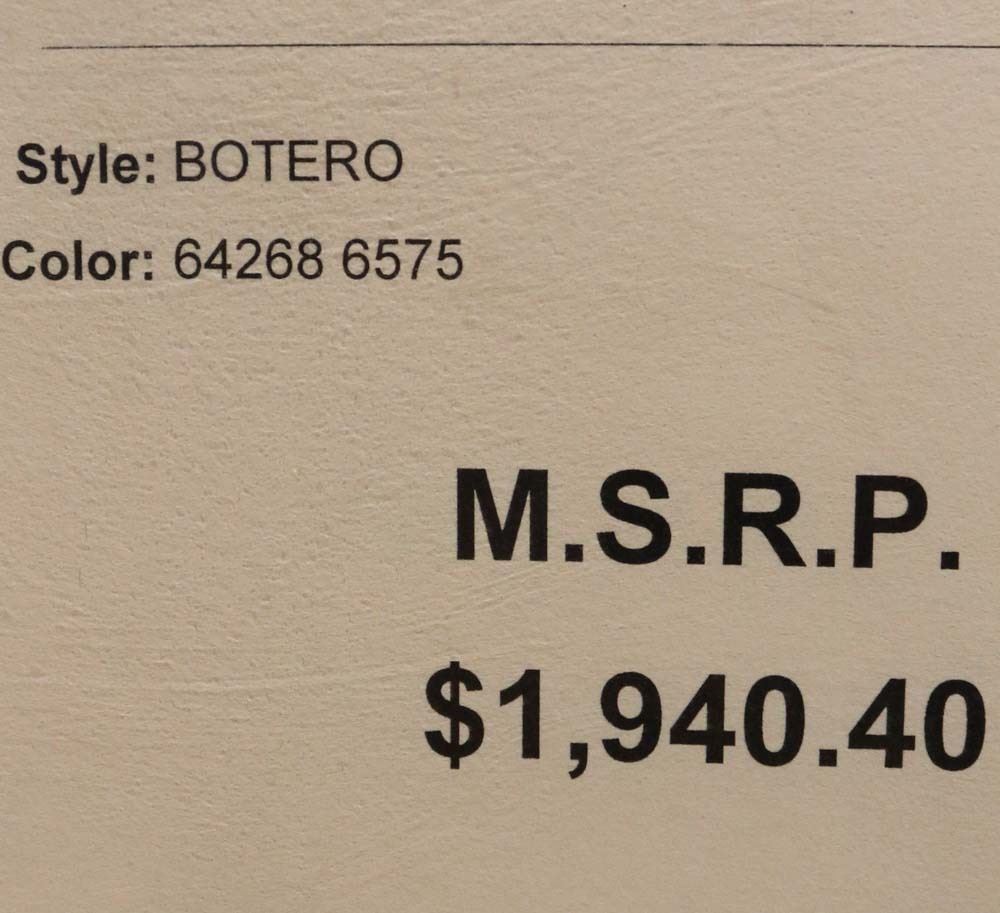 Style: BOTERO
Color: 64268 6575
M.S.R.P.
$1,940.40